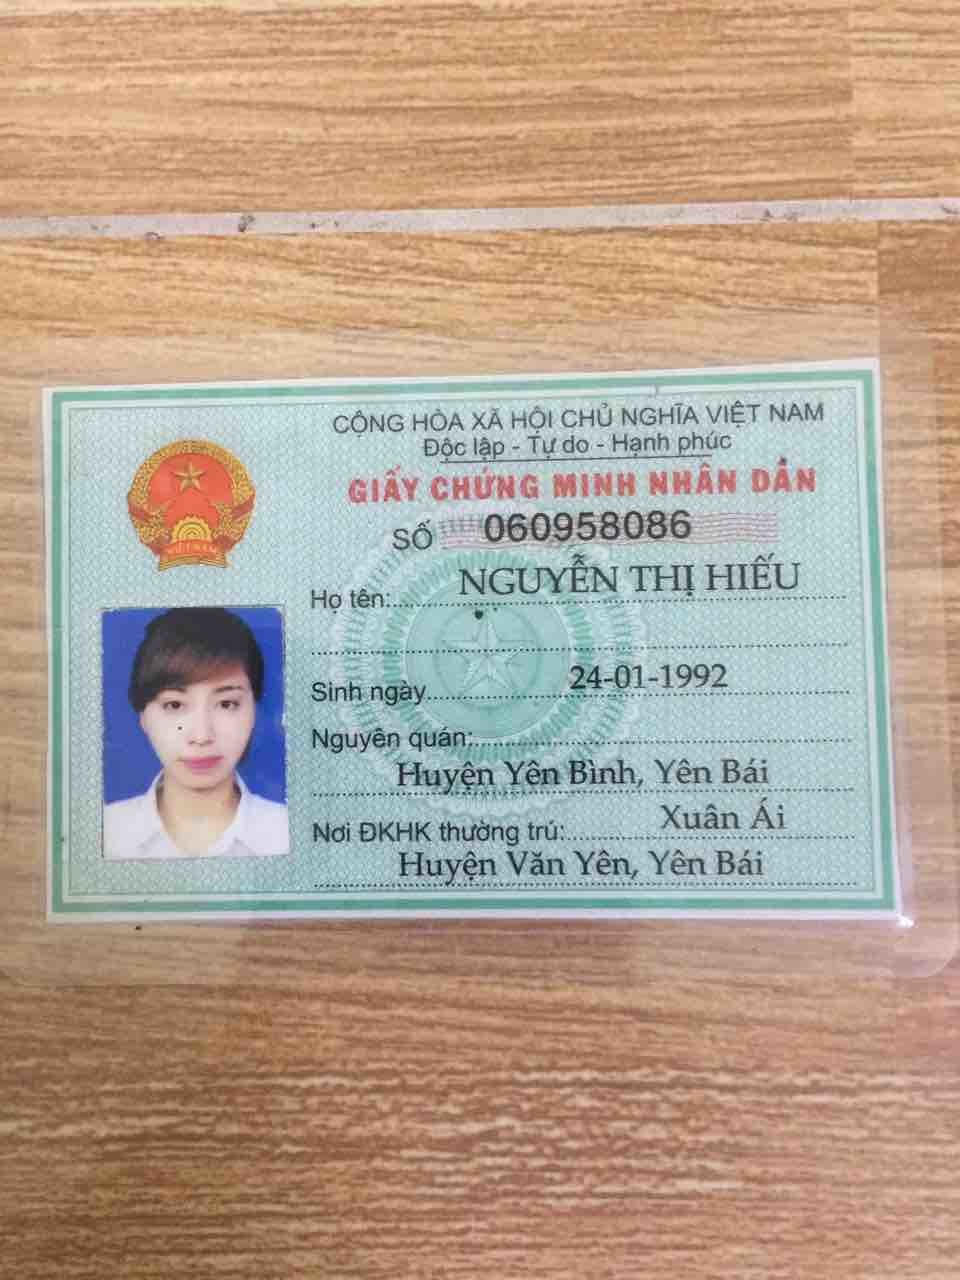 CỘNG HÒA XÃ HỘI CHỦ NGHĨA VIỆT NAM
Độc lập - Tự do - Hạnh phúc
GIẤY CHỨNG MINH NHÂN DÂN
SỐ 060958086
Họ tên: NGUYỄN THỊ HIẾU
Sinh ngày 24-01-1992
Nguyên quán:
Huyện Yên Bình, Yên Bái
Nơi ĐKHK thường trú: Xuân Ái
Huyện Văn Yên, Yên Bái
VIỆT NAM